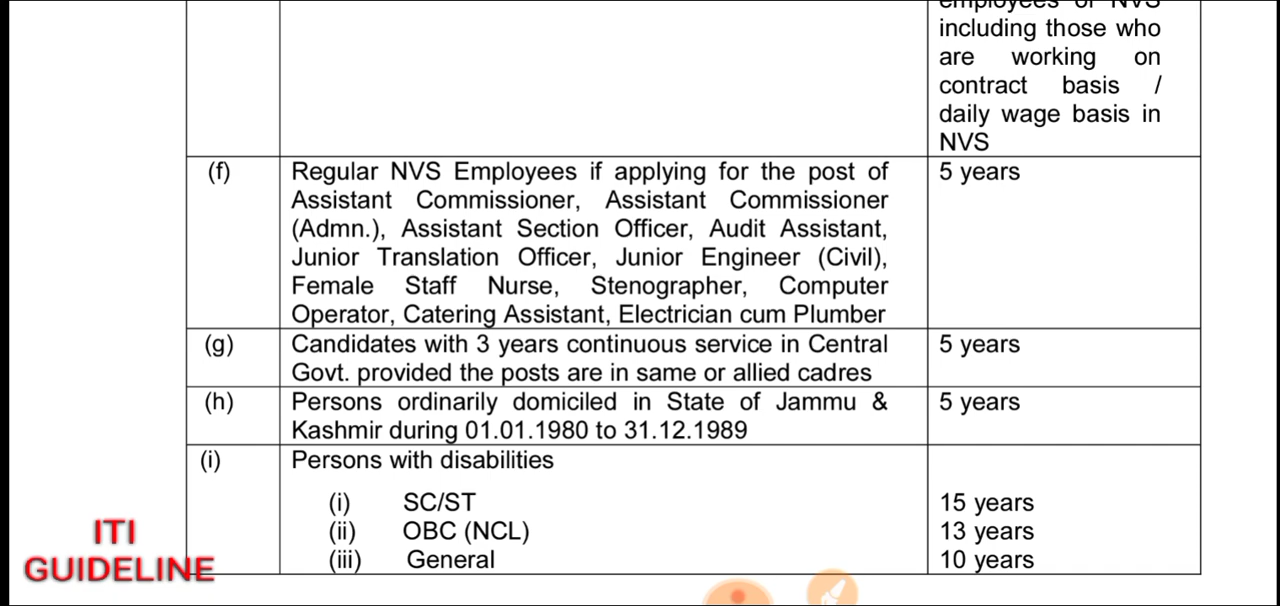 employees of NVS
including those who
are working on
contract basis /
daily wage basis in
NVS
(f) Regular NVS Employees if applying for the post of 5 years
Assistant Commissioner, Assistant Commissioner
(Admn.), Assistant Section Officer, Audit Assistant,
Junior Translation Officer, Junior Engineer (Civil),
Female Staff Nurse, Stenographer, Computer
Operator, Catering Assistant, Electrician cum Plumber
(g) Candidates with 3 years continuous service in Central 5 years
Govt. provided the posts are in same or allied cadres
(h) Persons ordinarily domiciled in State of Jammu & 5 years
Kashmir during 01.01.1980 to 31.12.1989
(i) Persons with disabilities
(i) SC/ST 15 years
(ii) OBC (NCL) 13 years
(iii) General 10 years
ITI
GUIDELINE